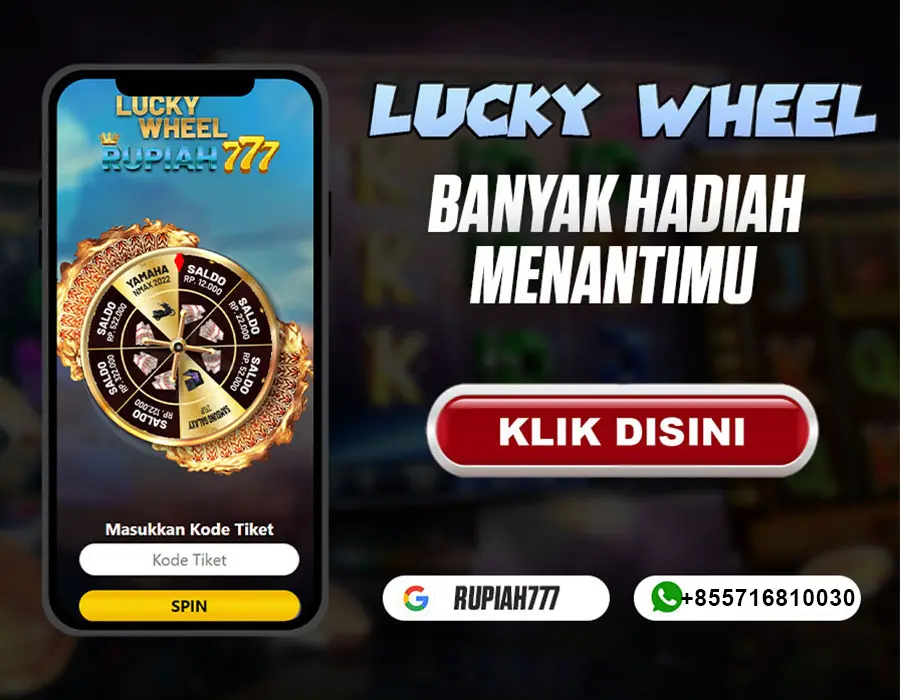 LUCKY
WHEEL
RUPIAH777
YAMAHA
NMAX 2022
SALDO
RP. 12.000
SALDO
RP. 22.000
SALDO
RP. 52.000
SAMSUNG GALAXY
SALDO
RP. 122.000
SALDO
RP. 322.000
SALDO
RP. 522.000
Masukkan Kode Tiket
Kode Tiket
SPIN
LUCKY WHEEL
BANYAK HADIAH
MENANTIMU
KLIK DISINI
RUPIAH777
+855716810030